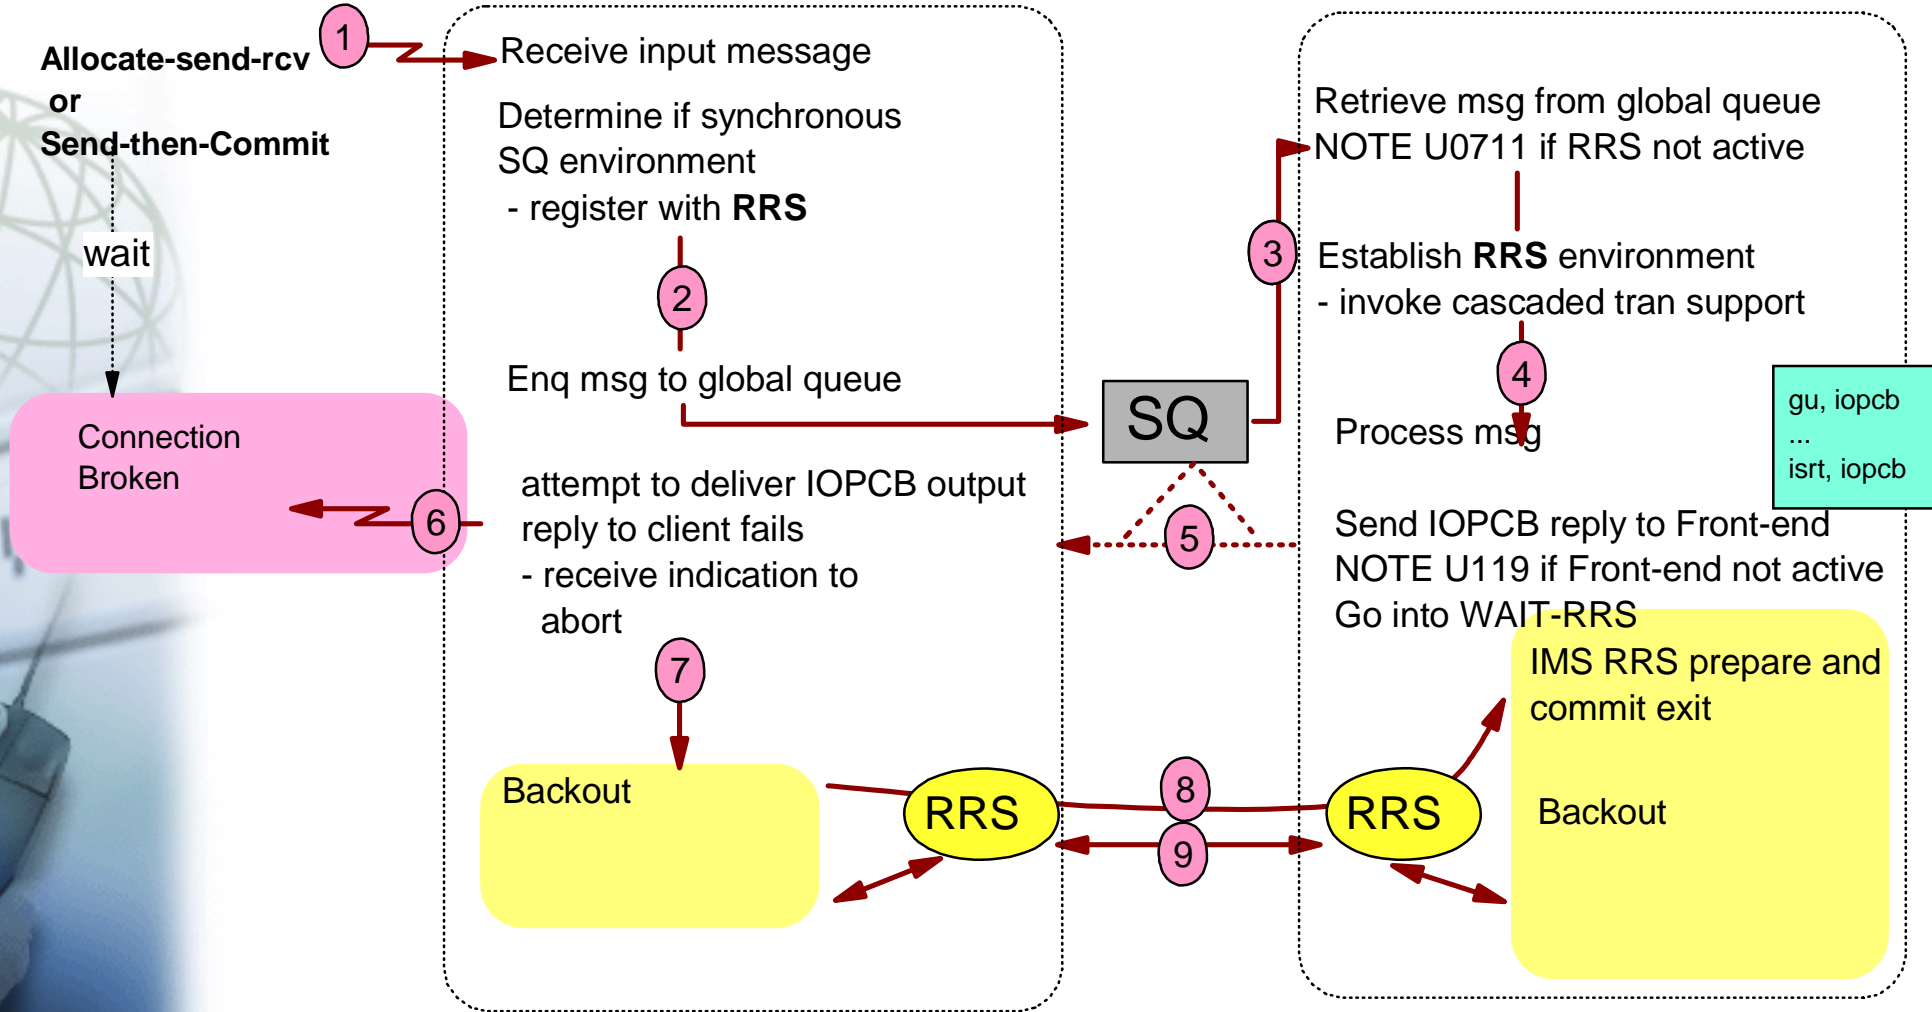 Allocate-send-rcv
or
Send-then-Commit
wait
Connection
Broken
1
Receive input message
Determine if synchronous
SQ environment
- register with RRS
2
Enq msg to global queue
attempt to deliver IOPCB output
reply to client fails
- receive indication to
abort
6
7
Backout
RRS
SQ
3
5
8
9
Retrieve msg from global queue
NOTE U0711 if RRS not active
Establish RRS environment
- invoke cascaded tran support
4
Process msg
gu, iopcb
...
isrt, iopcb
Send IOPCB reply to Front-end
NOTE U119 if Front-end not active
Go into WAIT-RRS
IMS RRS prepare and
commit exit
RRS
Backout